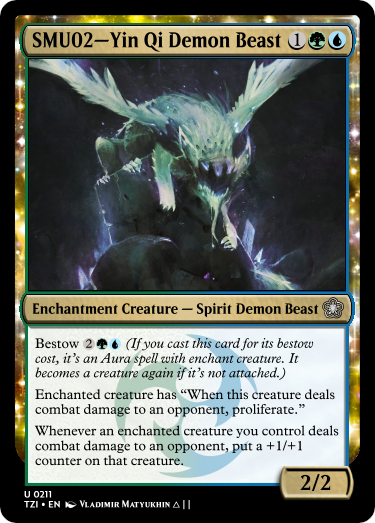 SMU02—Yin Qi Demon Beast 1
Enchantment Creature — Spirit Demon Beast
Bestow 2 (If you cast this card for its bestow
cost, it's an Aura spell with enchant creature. It
becomes a creature again if it's not attached.)
Enchanted creature has “When this creature deals
combat damage to an opponent, proliferate.”
Whenever an enchanted creature you control deals
combat damage to an opponent, put a +1/+1
counter on that creature.
2/2
U 0211
TZI • EN Vladimir Matyukhin △ ||